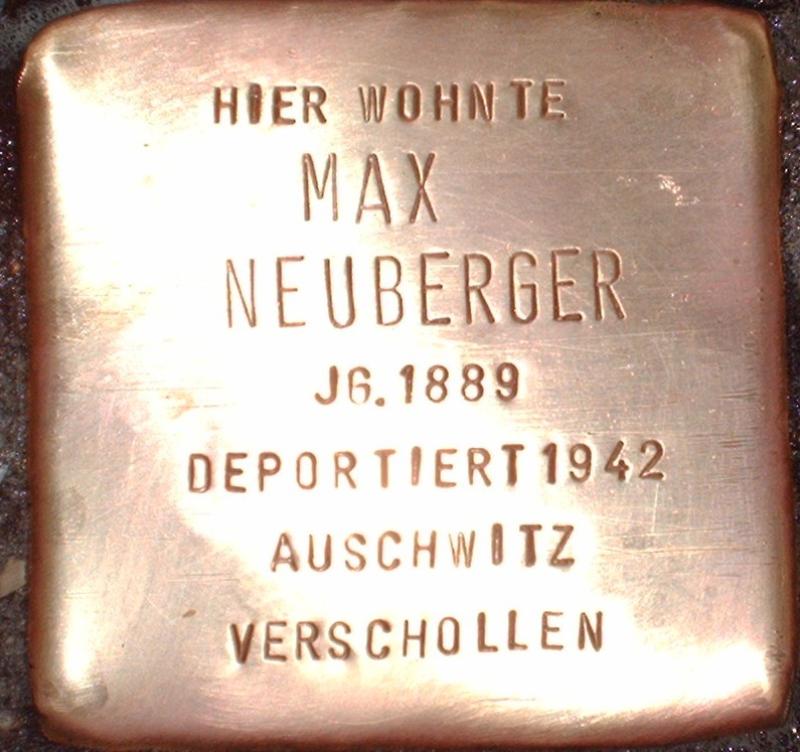 HIER WOHNTE
MAX
NEUBERGER
JG. 1889
DEPORTIERT 1942
AUSCHWITZ
VERSCHOLLEN